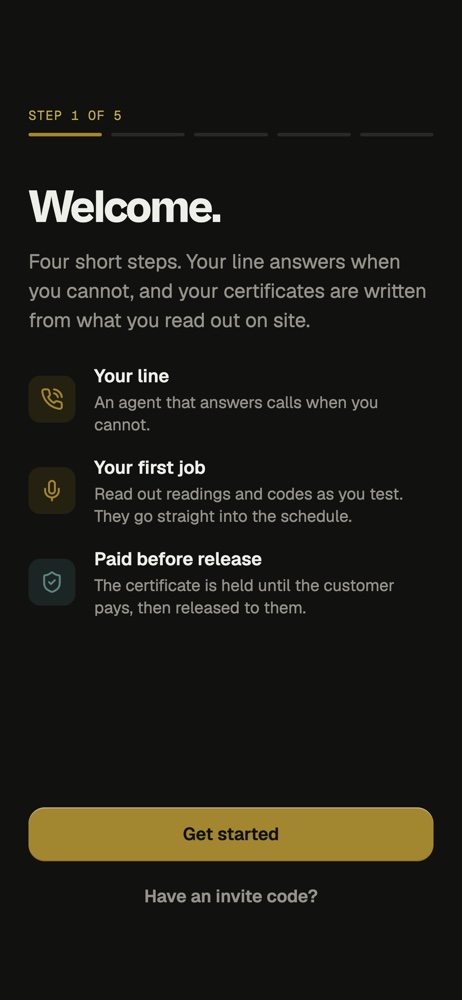 STEP 1 OF 5
Welcome.
Four short steps. Your line answers when
you cannot, and your certificates are written
from what you read out on site.
Your line
An agent that answers calls when you
cannot.
Your first job
Read out readings and codes as you test.
They go straight into the schedule.
Paid before release
The certificate is held until the customer
pays, then released to them.
Get started
Have an invite code?